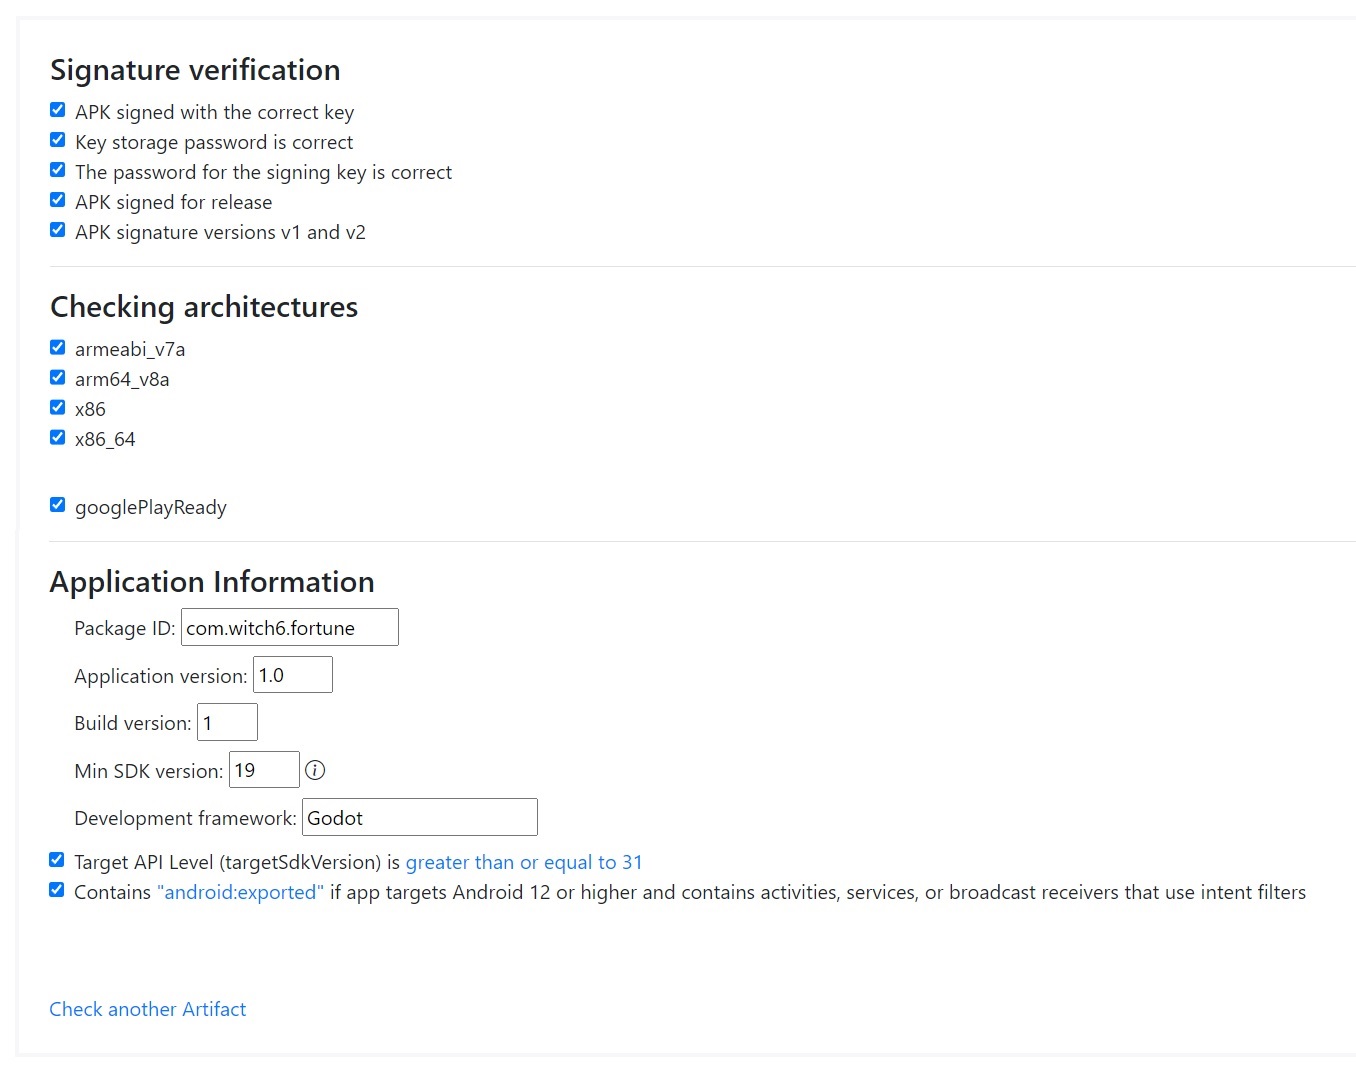 Signature verification
APK signed with the correct key
Key storage password is correct
The password for the signing key is correct
APK signed for release
APK signature versions v1 and v2
Checking architectures
armeabi_v7a
arm64_v8a
x86
x86_64
googlePlayReady
Application Information
Package ID: com.witch6.fortune
Application version: 1.0
Build version: 1
Min SDK version: 19
Development framework: Godot
Target API Level (targetSdkVersion) is greater than or equal to 31
Contains "android:exported" if app targets Android 12 or higher and contains activities, services, or broadcast receivers that use intent filters
Check another Artifact